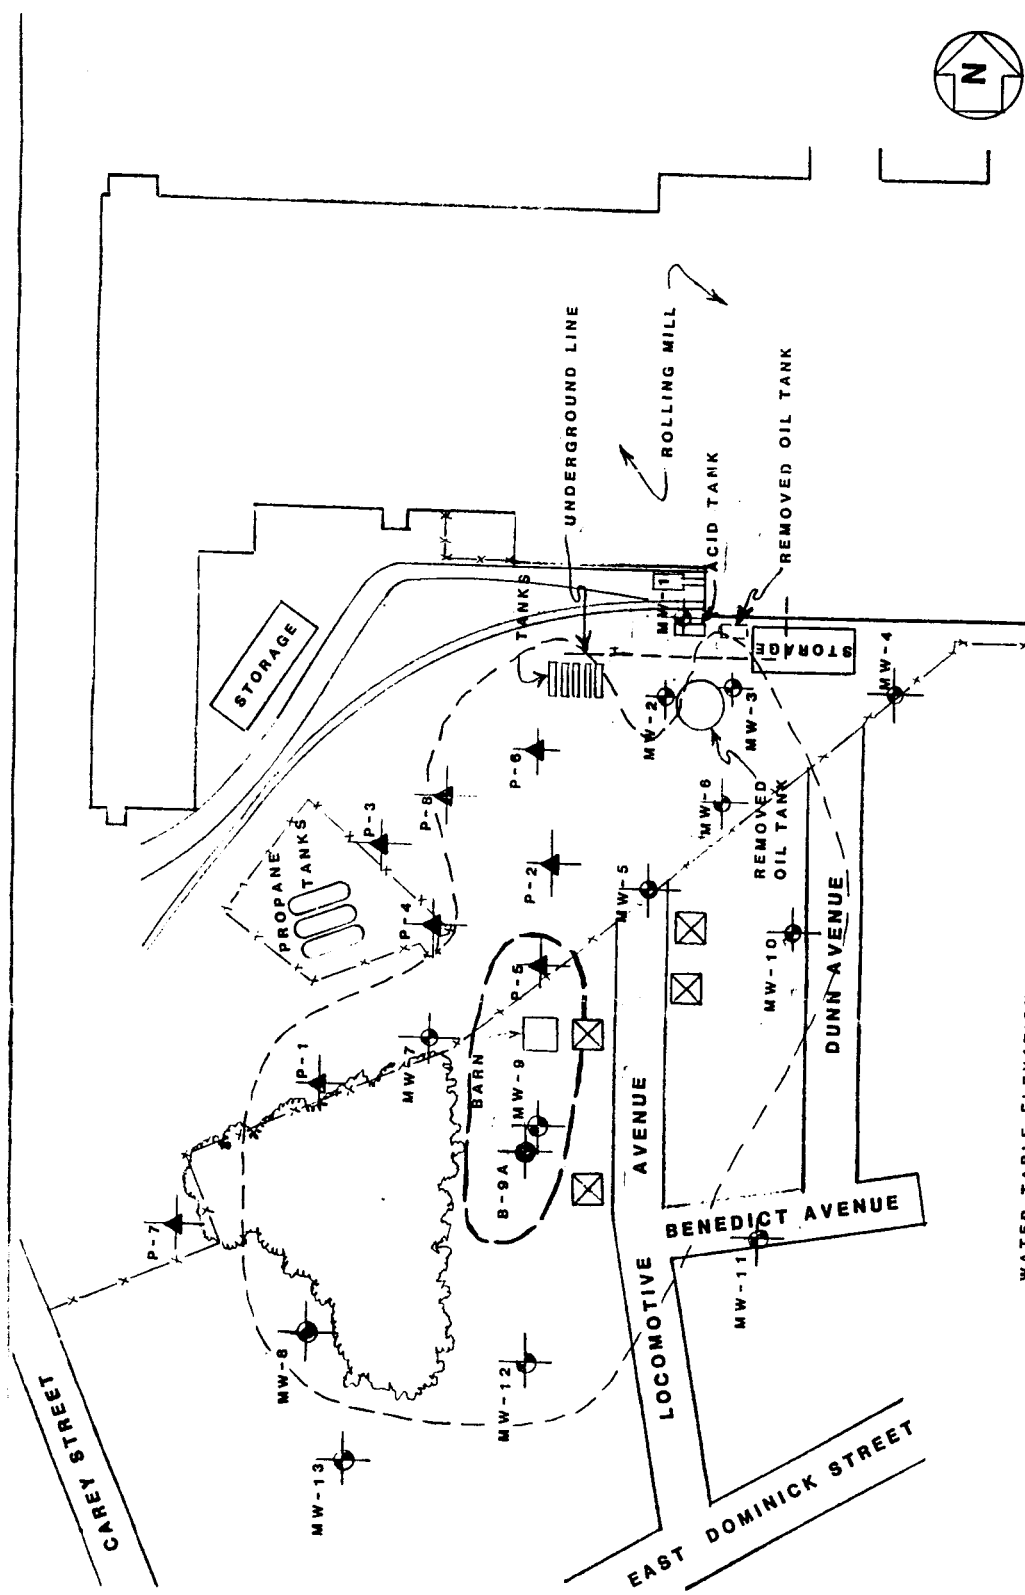 N
UNDERGROUND LINE
ROLLING MILL
REMOVED OIL TANK
ACID TANK
TANKS
MW-1
STORAGE
STORAGE
MW-4
MW-2
MW-3
P-6
P-8
P-3
MW-6
PROPANE
TANKS
REMOVED
OIL TANK
P-2
MW-5
P-4
P-5
MW-10
DUNN AVENUE
P-1
MW-7
BARN
MW-9
B-9A
AVENUE
LOCOMOTIVE
BENEDICT AVENUE
P-7
MW-11
MW-8
MW-12
MW-13
CAREY STREET
EAST DOMINICK STREET
WATER TABLE